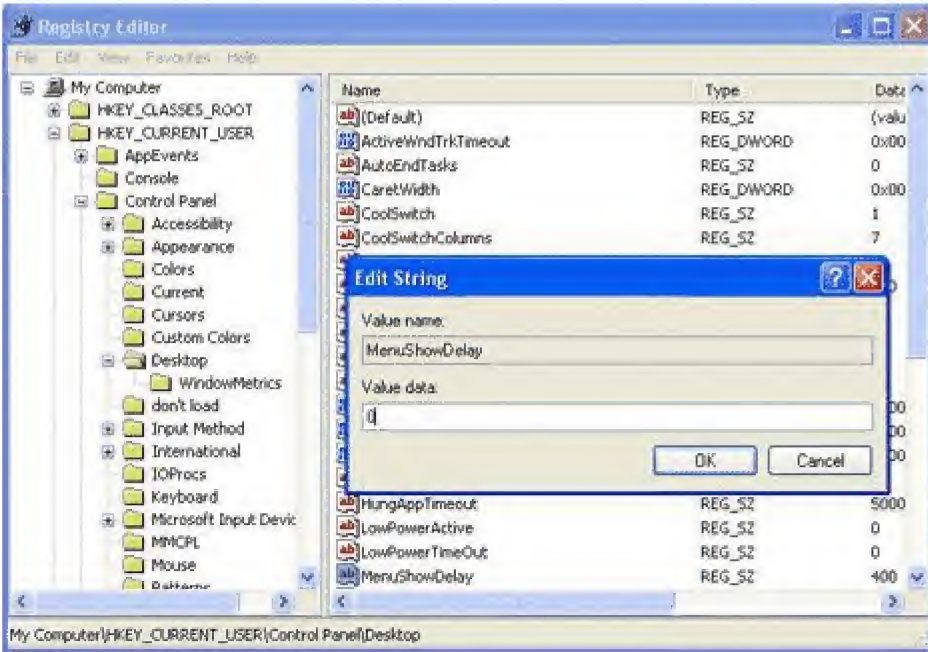 Registry Editor
File Edit View Favorites Help
My Computer
HKEY_CLASSES_ROOT
HKEY_CURRENT_USER
AppEvents
Console
Control Panel
Accessibility
Appearance
Colors
Current
Cursors
Custom Colors
Desktop
WindowMetrics
don't load
Input Method
International
IOProcs
Keyboard
Microsoft Input Devic
MMCPL
Mouse
Patterns
Name Type Data
(Default) REG_SZ (valu
ActiveWndTrkTimeout REG_DWORD 0x00
AutoEndTasks REG_SZ 0
CaretWidth REG_DWORD 0x00
CoolSwitch REG_SZ 1
CoolSwitchColumns REG_SZ 7
Edit String
Value name:
MenuShowDelay
Value data:
0
OK Cancel
HungAppTimeout REG_SZ 5000
LowPowerActive REG_SZ 0
LowPowerTimeOut REG_SZ 0
MenuShowDelay REG_SZ 400
My Computer\HKEY_CURRENT_USER\Control Panel\Desktop